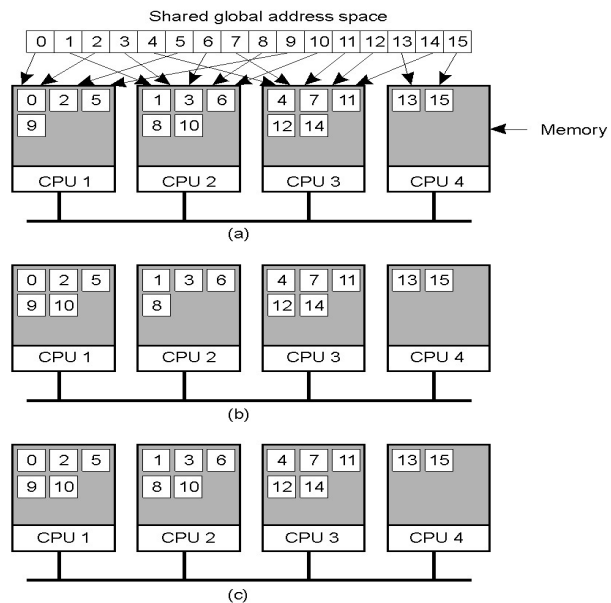 Shared global address space
0 1 2 3 4 5 6 7 8 9 10 11 12 13 14 15
0 2 5 1 3 6 4 7 11 13 15
9 8 10 12 14
Memory
CPU 1 CPU 2 CPU 3 CPU 4
(a)
0 2 5 1 3 6 4 7 11 13 15
9 10 8 12 14
CPU 1 CPU 2 CPU 3 CPU 4
(b)
0 2 5 1 3 6 4 7 11 13 15
9 10 8 10 12 14
CPU 1 CPU 2 CPU 3 CPU 4
(c)